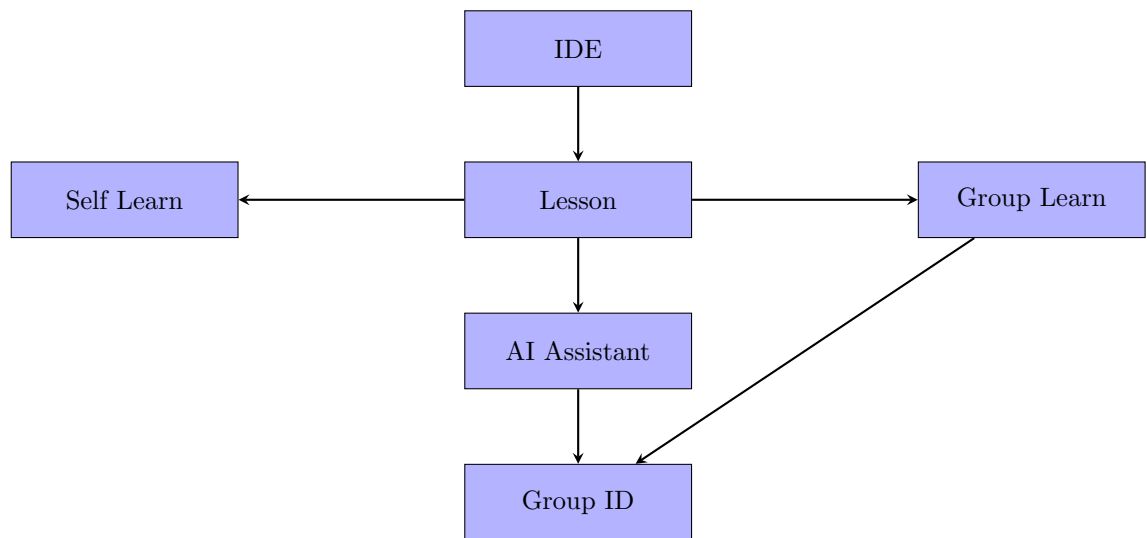 IDE
Self Learn
Lesson
Group Learn
AI Assistant
Group ID